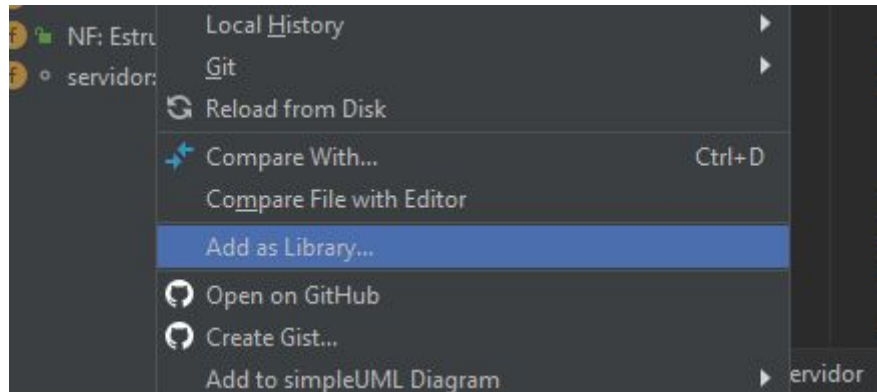 NF: Estru
servidor:
Local History
Git
Reload from Disk
Compare With... Ctrl+D
Compare File with Editor
Add as Library...
Open on GitHub
Create Gist...
Add to simpleUML Diagram
ervidor